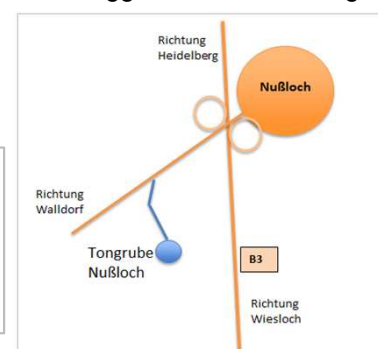 Richtung
Heidelberg
Nußloch
Richtung
Walldorf
Tongrube
Nußloch
B3
Richtung
Wiesloch